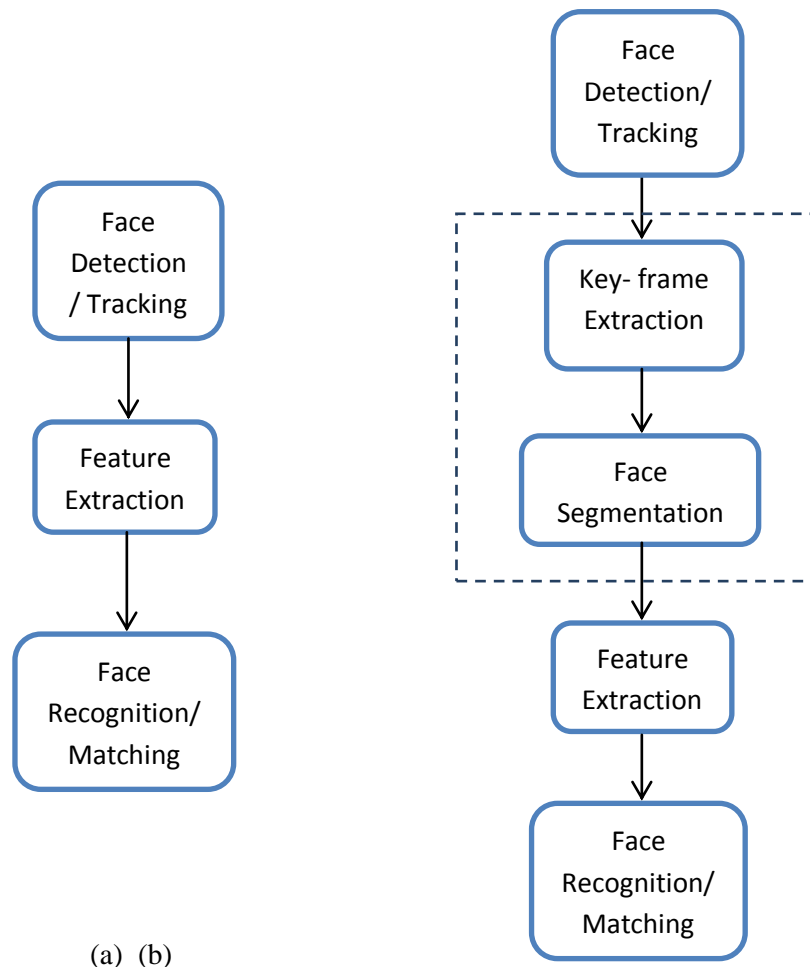 Face
Detection
/ Tracking
Feature
Extraction
Face
Recognition/
Matching
Face
Detection/
Tracking
Key- frame
Extraction
Face
Segmentation
Feature
Extraction
Face
Recognition/
Matching
(a) (b)